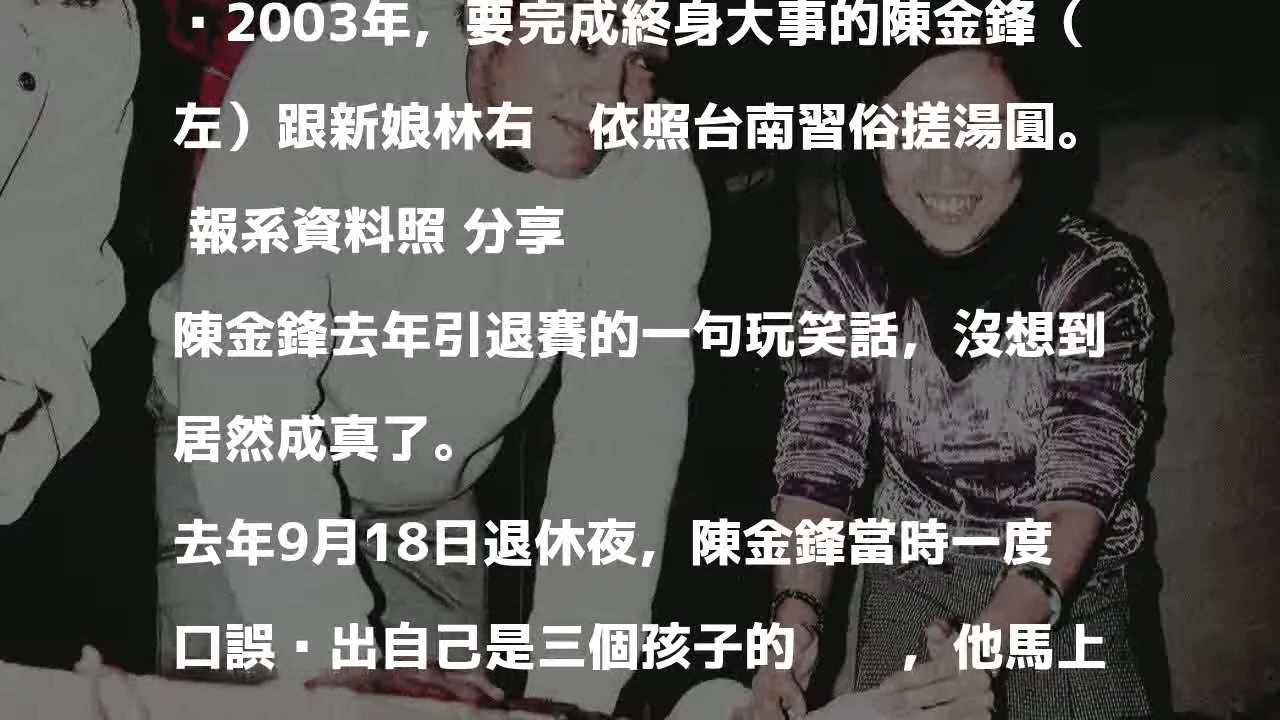 ·2003年，要完成終身大事的陳金鋒（
左）跟新娘林右　依照台南習俗搓湯圓。
報系資料照 分享
陳金鋒去年引退賽的一句玩笑話，沒想到
居然成真了。
去年9月18日退休夜，陳金鋒當時一度
口誤·出自己是三個孩子的　　，他馬上